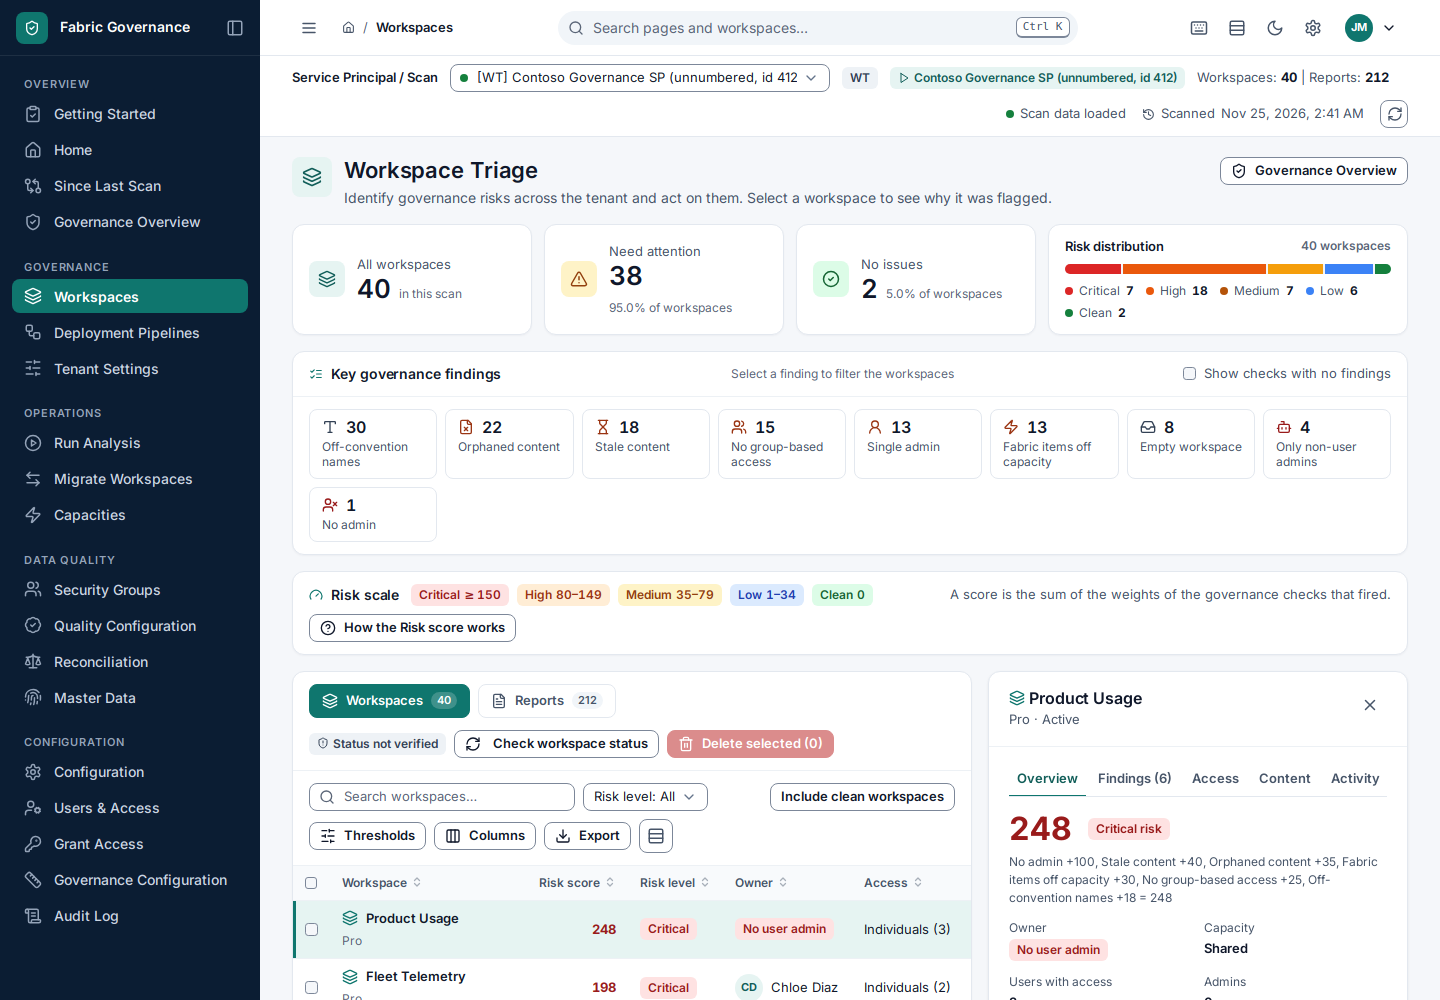 Fabric Governance
Workspaces
Search pages and workspaces...
Ctrl K
JM
Service Principal / Scan
[WT] Contoso Governance SP (unnumbered, id 412
WT
Contoso Governance SP (unnumbered, id 412)
Workspaces: 40 | Reports: 212
Scan data loaded
Scanned Nov 25, 2026, 2:41 AM
OVERVIEW
Getting Started
Home
Since Last Scan
Governance Overview
GOVERNANCE
Workspaces
Deployment Pipelines
Tenant Settings
OPERATIONS
Run Analysis
Migrate Workspaces
Capacities
DATA QUALITY
Security Groups
Quality Configuration
Reconciliation
Master Data
CONFIGURATION
Configuration
Users & Access
Grant Access
Governance Configuration
Audit Log
Workspace Triage
Identify governance risks across the tenant and act on them. Select a workspace to see why it was flagged.
Governance Overview
All workspaces
40 in this scan
Need attention
38
95.0% of workspaces
No issues
2 5.0% of workspaces
Risk distribution
40 workspaces
Critical 7
High 18
Medium 7
Low 6
Clean 2
Key governance findings
Select a finding to filter the workspaces
Show checks with no findings
30
Off-convention names
22
Orphaned content
18
Stale content
15
No group-based access
13
Single admin
13
Fabric items off capacity
8
Empty workspace
4
Only non-user admins
1
No admin
Risk scale
Critical ≥ 150
High 80–149
Medium 35–79
Low 1–34
Clean 0
A score is the sum of the weights of the governance checks that fired.
How the Risk score works
Workspaces 40
Reports 212
Status not verified
Check workspace status
Delete selected (0)
Search workspaces...
Risk level: All
Include clean workspaces
Thresholds
Columns
Export
Workspace
Risk score
Risk level
Owner
Access
Product Usage
Pro
248
Critical
No user admin
Individuals (3)
Fleet Telemetry
Pro
198
Critical
CD
Chloe Diaz
Individuals (2)
Product Usage
Pro · Active
Overview
Findings (6)
Access
Content
Activity
248
Critical risk
No admin +100, Stale content +40, Orphaned content +35, Fabric
items off capacity +30, No group-based access +25, Off-
convention names +18 = 248
Owner
No user admin
Capacity
Shared
Users with access
Admins